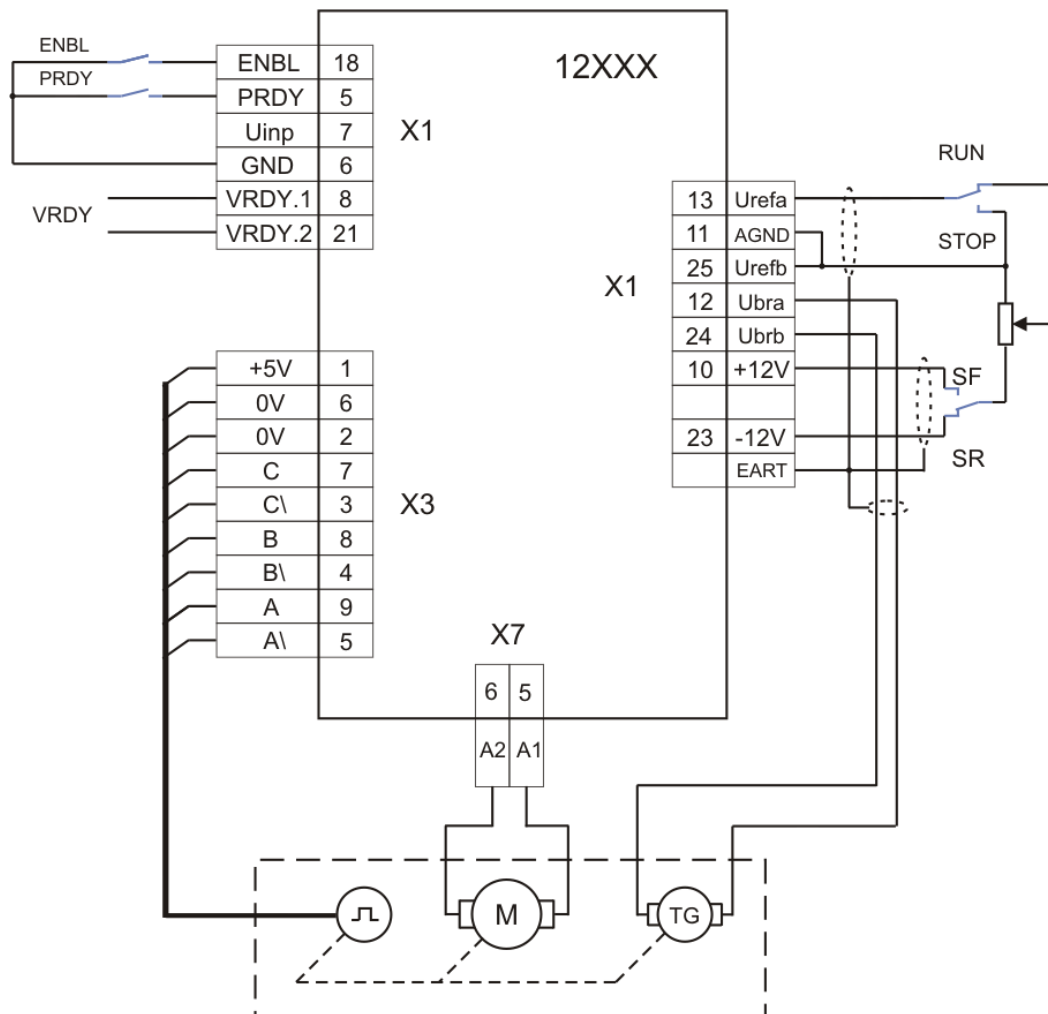 12XXX
ENBL
PRDY
VRDY
ENBL 18
PRDY 5
Uinp 7
GND 6
VRDY.1 8
VRDY.2 21
X1
X1
13 Urefa
11 AGND
25 Urefb
12 Ubra
24 Ubrb
10 +12V
23 -12V
EART
RUN
STOP
SF
SR
+5V 1
0V 6
0V 2
C 7
C\ 3
B 8
B\ 4
A 9
A\ 5
X3
X7
6 5
A2 A1
M
TG